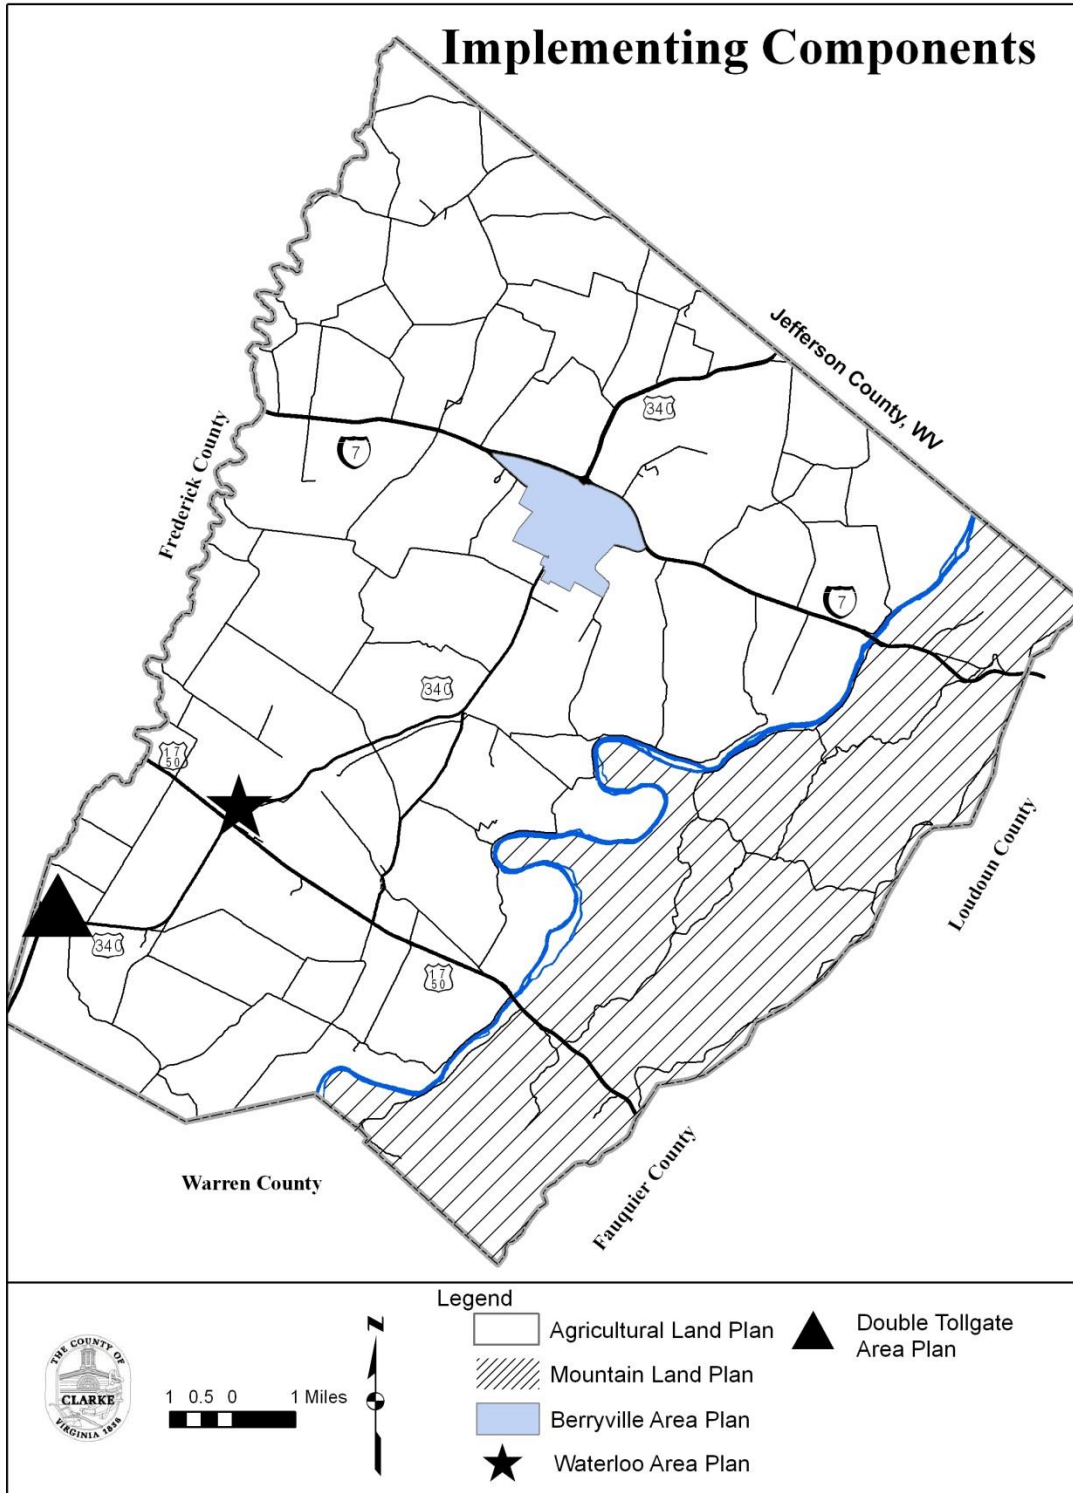 Implementing Components
Jefferson County, WV
340
7
Frederick County
7
340
17
50
Loudoun County
340
17
50
Warren County
Fauquier County
Legend
Agricultural Land Plan
Mountain Land Plan
Berryville Area Plan
Waterloo Area Plan
Double Tollgate
Area Plan
THE COUNTY OF
CLARKE
VIRGINIA 1836
1 0.5 0 1 Miles
N